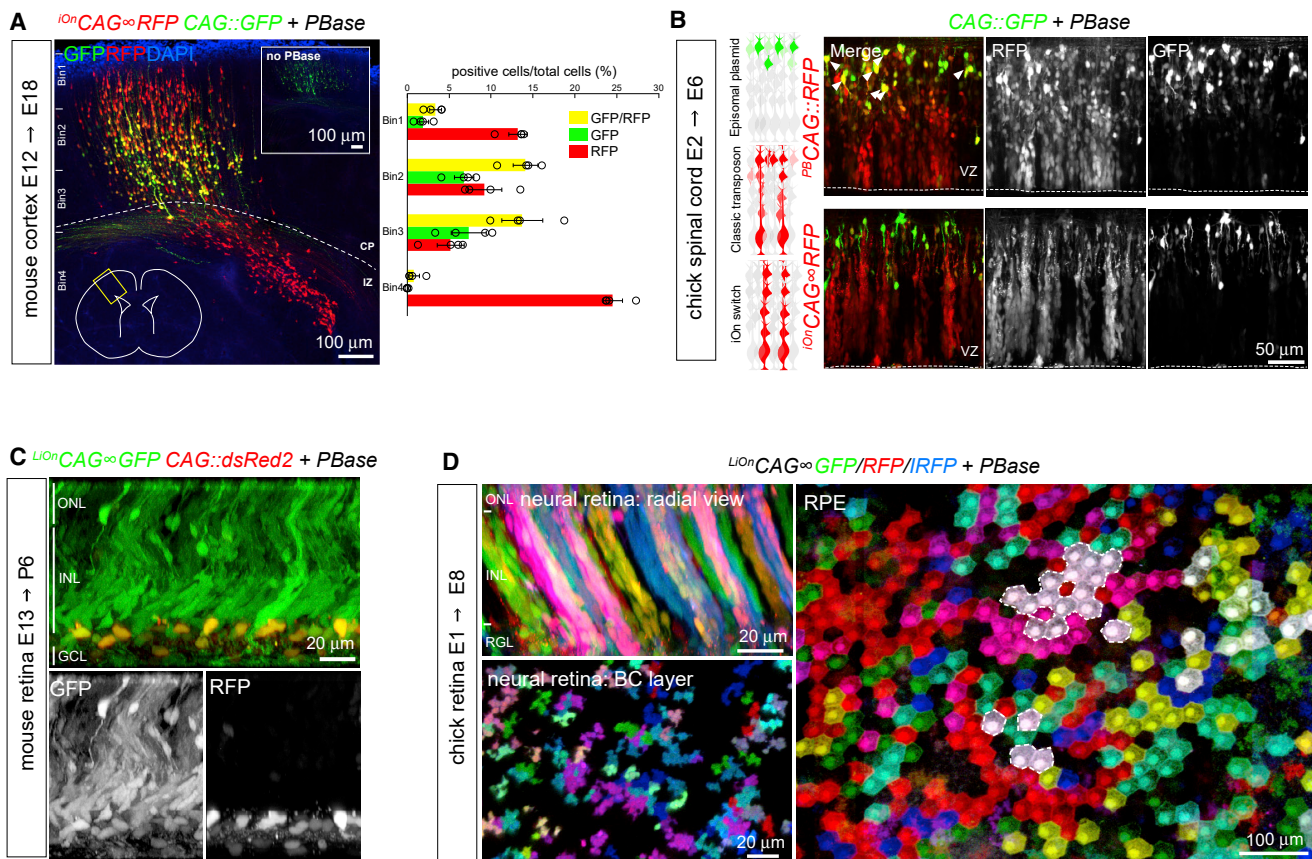 A
iOnCAG∞RFP CAG::GFP + PBase
mouse cortex E12 → E18
GFPRFPDAPI
no PBase
100 µm
Bin1
Bin2
Bin3
Bin4
CP
IZ
100 µm
positive cells/total cells (%)
0 5 10 15 20 25 30
Bin1
Bin2
Bin3
Bin4
GFP/RFP
GFP
RFP
B
CAG::GFP + PBase
chick spinal cord E2 → E6
Episomal plasmid
Classic transposon
iOn switch
PBCAG::RFP
iOnCAG∞RFP
Merge
RFP
GFP
VZ
VZ
50 µm
C
LiOnCAG∞GFP CAG::dsRed2 + PBase
mouse retina E13 → P6
ONL
INL
GCL
20 µm
GFP
RFP
D
LiOnCAG∞GFP/RFP/IRFP + PBase
chick retina E1 → E8
ONL
neural retina: radial view
INL
RGL
20 µm
neural retina: BC layer
20 µm
RPE
100 µm